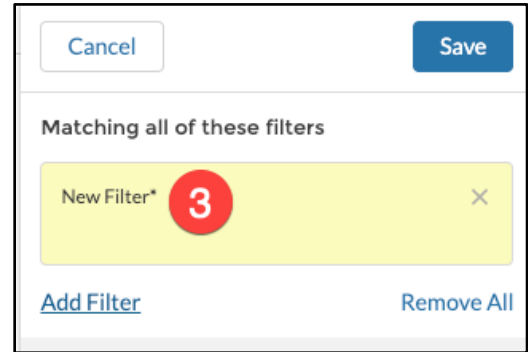 Cancel Save
Matching all of these filters
New Filter* 3 ×
Add Filter Remove All